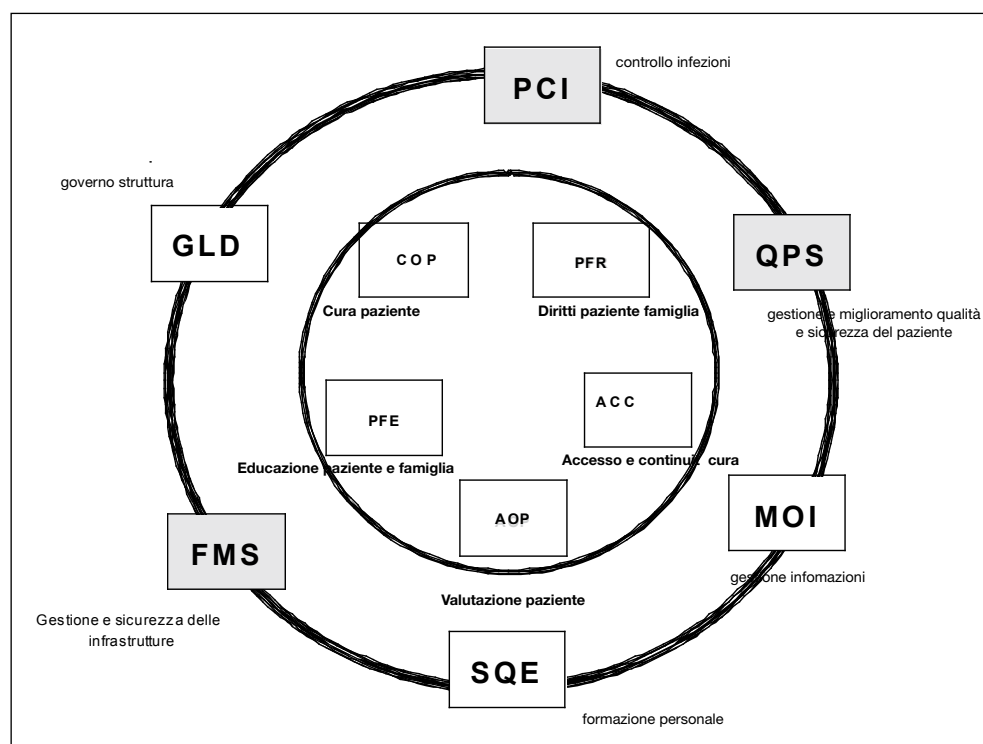 PCI
controllo infezioni
governo struttura
GLD
COP
Cura paziente
PFR
Diritti paziente famiglia
QPS
gestione e miglioramento qualità
e sicurezza del paziente
PFE
Educazione paziente e famiglia
ACC
Accesso e continuit cura
AOP
Valutazione paziente
MOI
gestione infomazioni
FMS
Gestione e sicurezza delle
infrastrutture
SQE
formazione personale